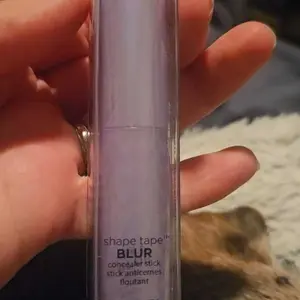 shape tape™
BLUR
concealer stick
stick anticernes
floutant